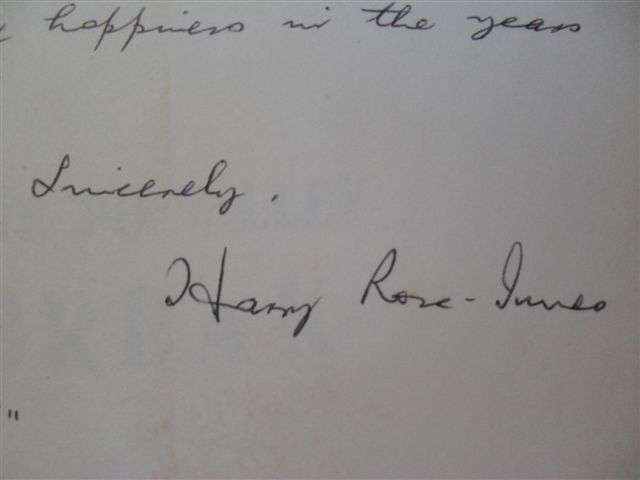 happiness in the years
Sincerely.
Harry Rose-Innes
"